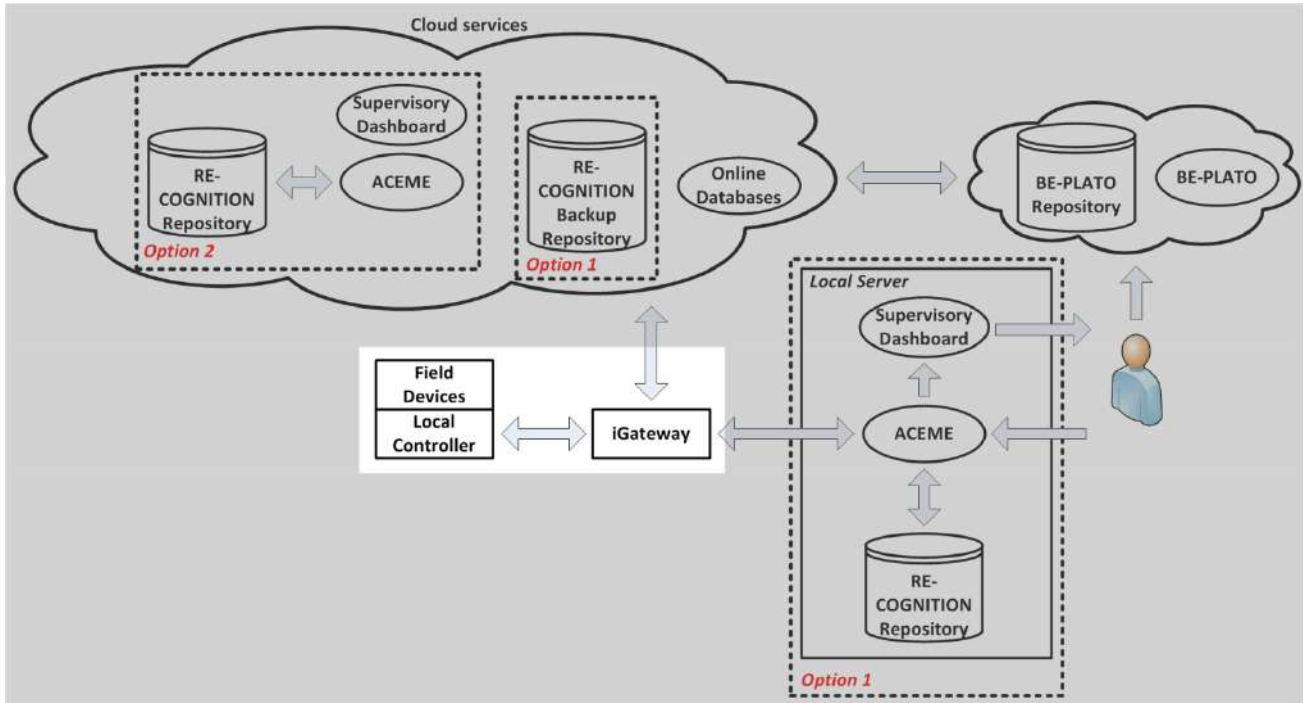 Cloud services
Supervisory
Dashboard
RE-
COGNITION
Repository
ACEME
Option 2
RE-
COGNITION
Backup
Repository
Option 1
Online
Databases
BE-PLATO
Repository
BE-PLATO
Local Server
Supervisory
Dashboard
Field
Devices
Local
Controller
iGateway
ACEME
RE-
COGNITION
Repository
Option 1